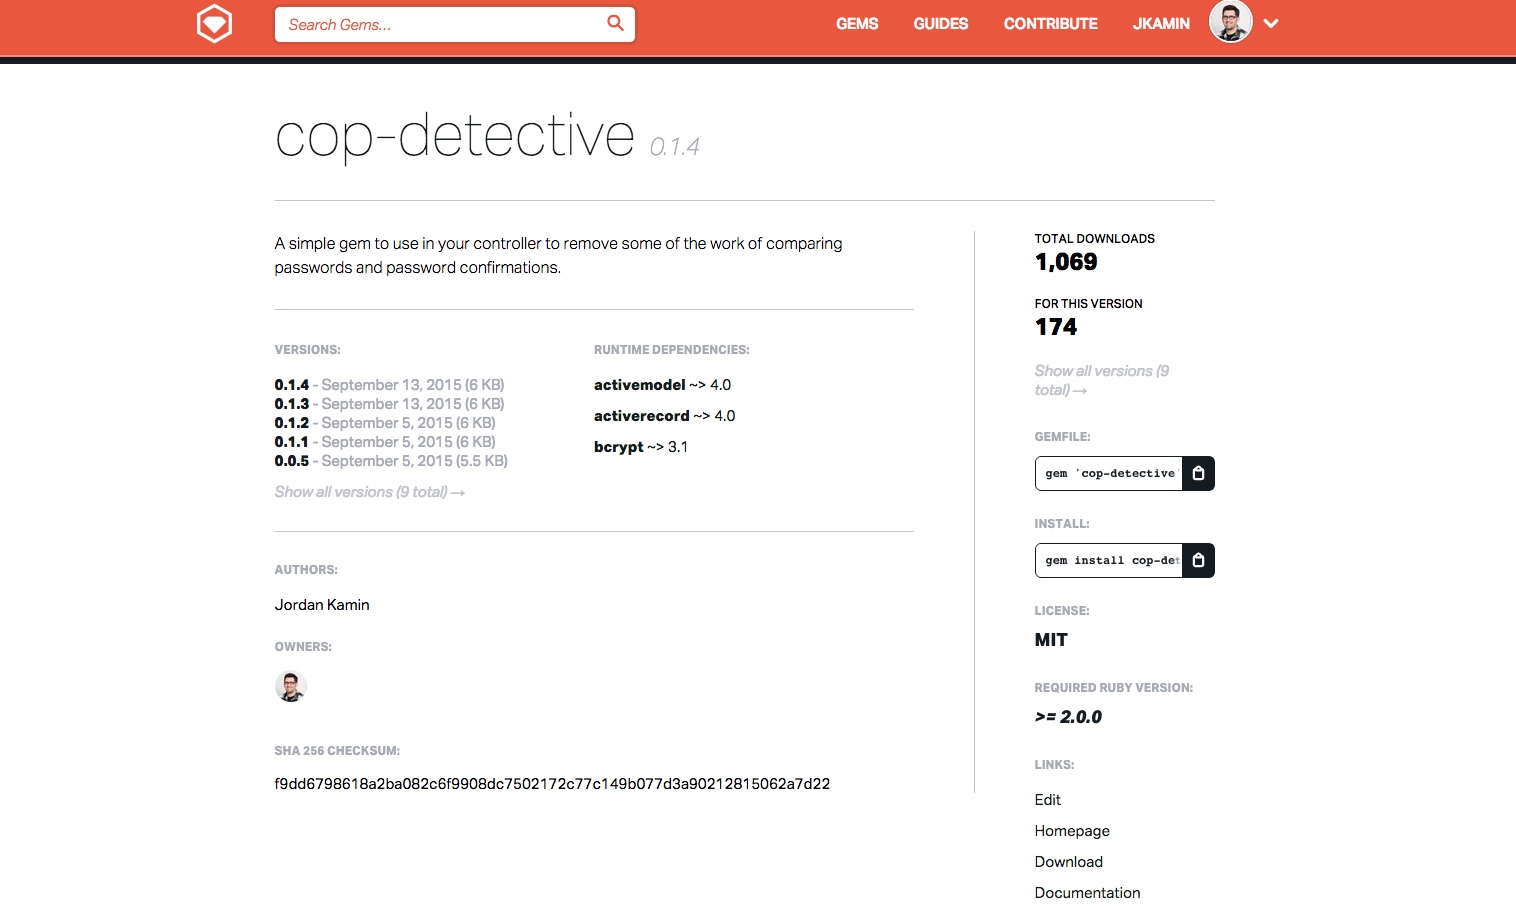 Search Gems...
GEMS
GUIDES
CONTRIBUTE
JKAMIN
cop-detective 0.1.4
A simple gem to use in your controller to remove some of the work of comparing
passwords and password confirmations.
VERSIONS:
0.1.4 - September 13, 2015 (6 KB)
0.1.3 - September 13, 2015 (6 KB)
0.1.2 - September 5, 2015 (6 KB)
0.1.1 - September 5, 2015 (6 KB)
0.0.5 - September 5, 2015 (5.5 KB)
Show all versions (9 total) →
RUNTIME DEPENDENCIES:
activemodel ~> 4.0
activerecord ~> 4.0
bcrypt ~> 3.1
AUTHORS:
Jordan Kamin
OWNERS:
SHA 256 CHECKSUM:
f9dd6798618a2ba082c6f9908dc7502172c77c149b077d3a90212815062a7d22
TOTAL DOWNLOADS
1,069
FOR THIS VERSION
174
Show all versions (9
total) →
GEMFILE:
gem 'cop-detective'
INSTALL:
gem install cop-det
LICENSE:
MIT
REQUIRED RUBY VERSION:
>= 2.0.0
LINKS:
Edit
Homepage
Download
Documentation